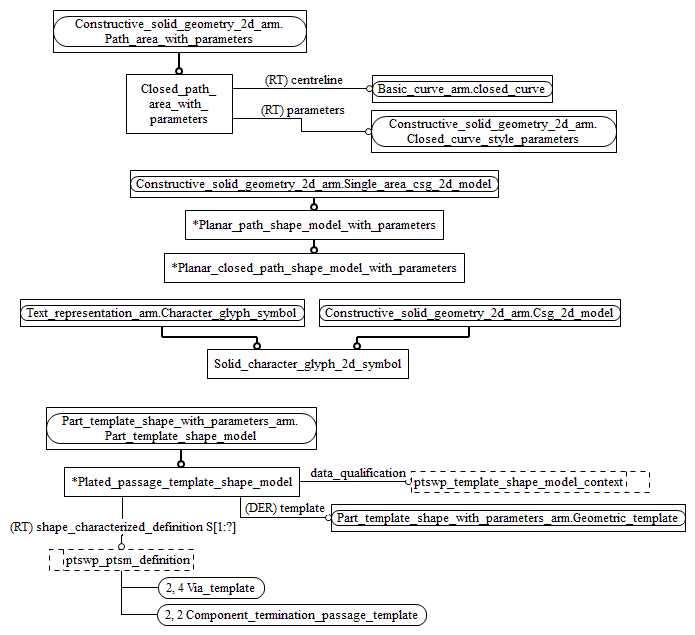 Constructive_solid_geometry_2d_arm.
Path_area_with_parameters
Closed_path_
area_with_
parameters
(RT) centreline
Basic_curve_arm.closed_curve
(RT) parameters
Constructive_solid_geometry_2d_arm.
Closed_curve_style_parameters
Constructive_solid_geometry_2d_arm.Single_area_csg_2d_model
*Planar_path_shape_model_with_parameters
*Planar_closed_path_shape_model_with_parameters
Text_representation_arm.Character_glyph_symbol
Constructive_solid_geometry_2d_arm.Csg_2d_model
Solid_character_glyph_2d_symbol
Part_template_shape_with_parameters_arm.
Part_template_shape_model
*Plated_passage_template_shape_model
data_qualification
ptswp_template_shape_model_context
(DER) template
Part_template_shape_with_parameters_arm.Geometric_template
(RT) shape_characterized_definition S[1:?]
ptswp_ptsm_definition
2, 4 Via_template
2, 2 Component_termination_passage_template